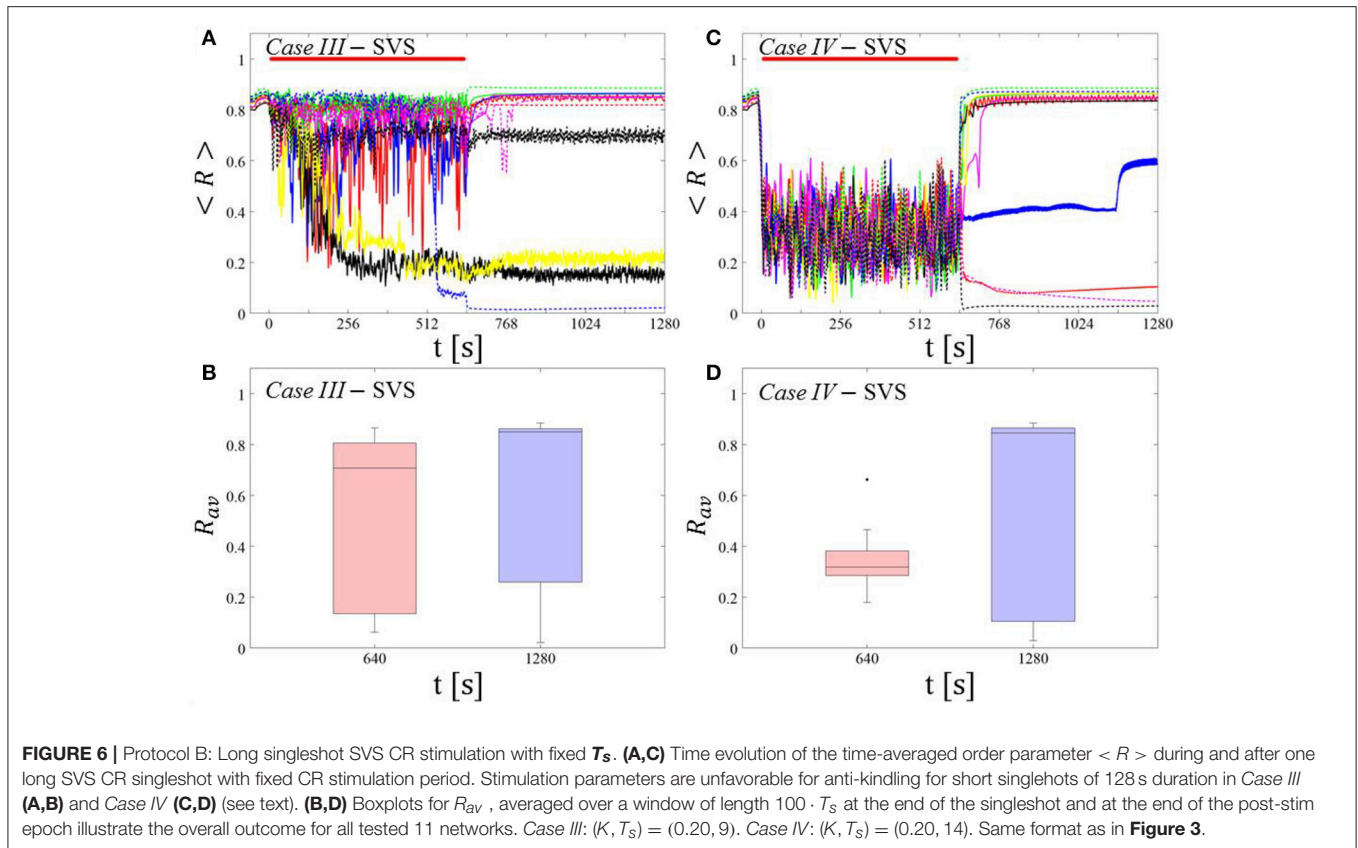 A
Case III – SVS
1
0.8
0.6
0.4
0.2
0
< R >
0 256 512 768 1024 1280
t [s]
C
Case IV – SVS
1
0.8
0.6
0.4
0.2
0
< R >
0 256 512 768 1024 1280
t [s]
B
Case III – SVS
1
0.8
0.6
0.4
0.2
0
R_av
640 1280
t [s]
D
Case IV – SVS
1
0.8
0.6
0.4
0.2
0
R_av
640 1280
t [s]
FIGURE 6 | Protocol B: Long singleshot SVS CR stimulation with fixed T_s. (A,C) Time evolution of the time-averaged order parameter < R > during and after one
long SVS CR singleshot with fixed CR stimulation period. Stimulation parameters are unfavorable for anti-kindling for short singlehots of 128 s duration in Case III
(A,B) and Case IV (C,D) (see text). (B,D) Boxplots for R_av , averaged over a window of length 100 · T_s at the end of the singleshot and at the end of the post-stim
epoch illustrate the overall outcome for all tested 11 networks. Case III: (K, T_s) = (0.20, 9). Case IV: (K, T_s) = (0.20, 14). Same format as in Figure 3.